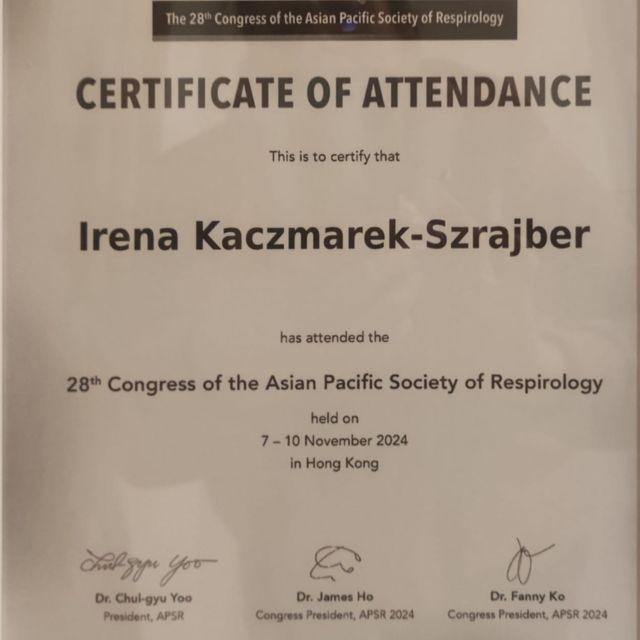 The 28th Congress of the Asian Pacific Society of Respirology
CERTIFICATE OF ATTENDANCE
This is to certify that
Irena Kaczmarek-Szrajber
has attended the
28th Congress of the Asian Pacific Society of Respirology
held on
7 – 10 November 2024
in Hong Kong
Chul-gyu Yoo
Dr. Chul-gyu Yoo Dr. James Ho Dr. Fanny Ko
President, APSR Congress President, APSR 2024 Congress President, APSR 2024